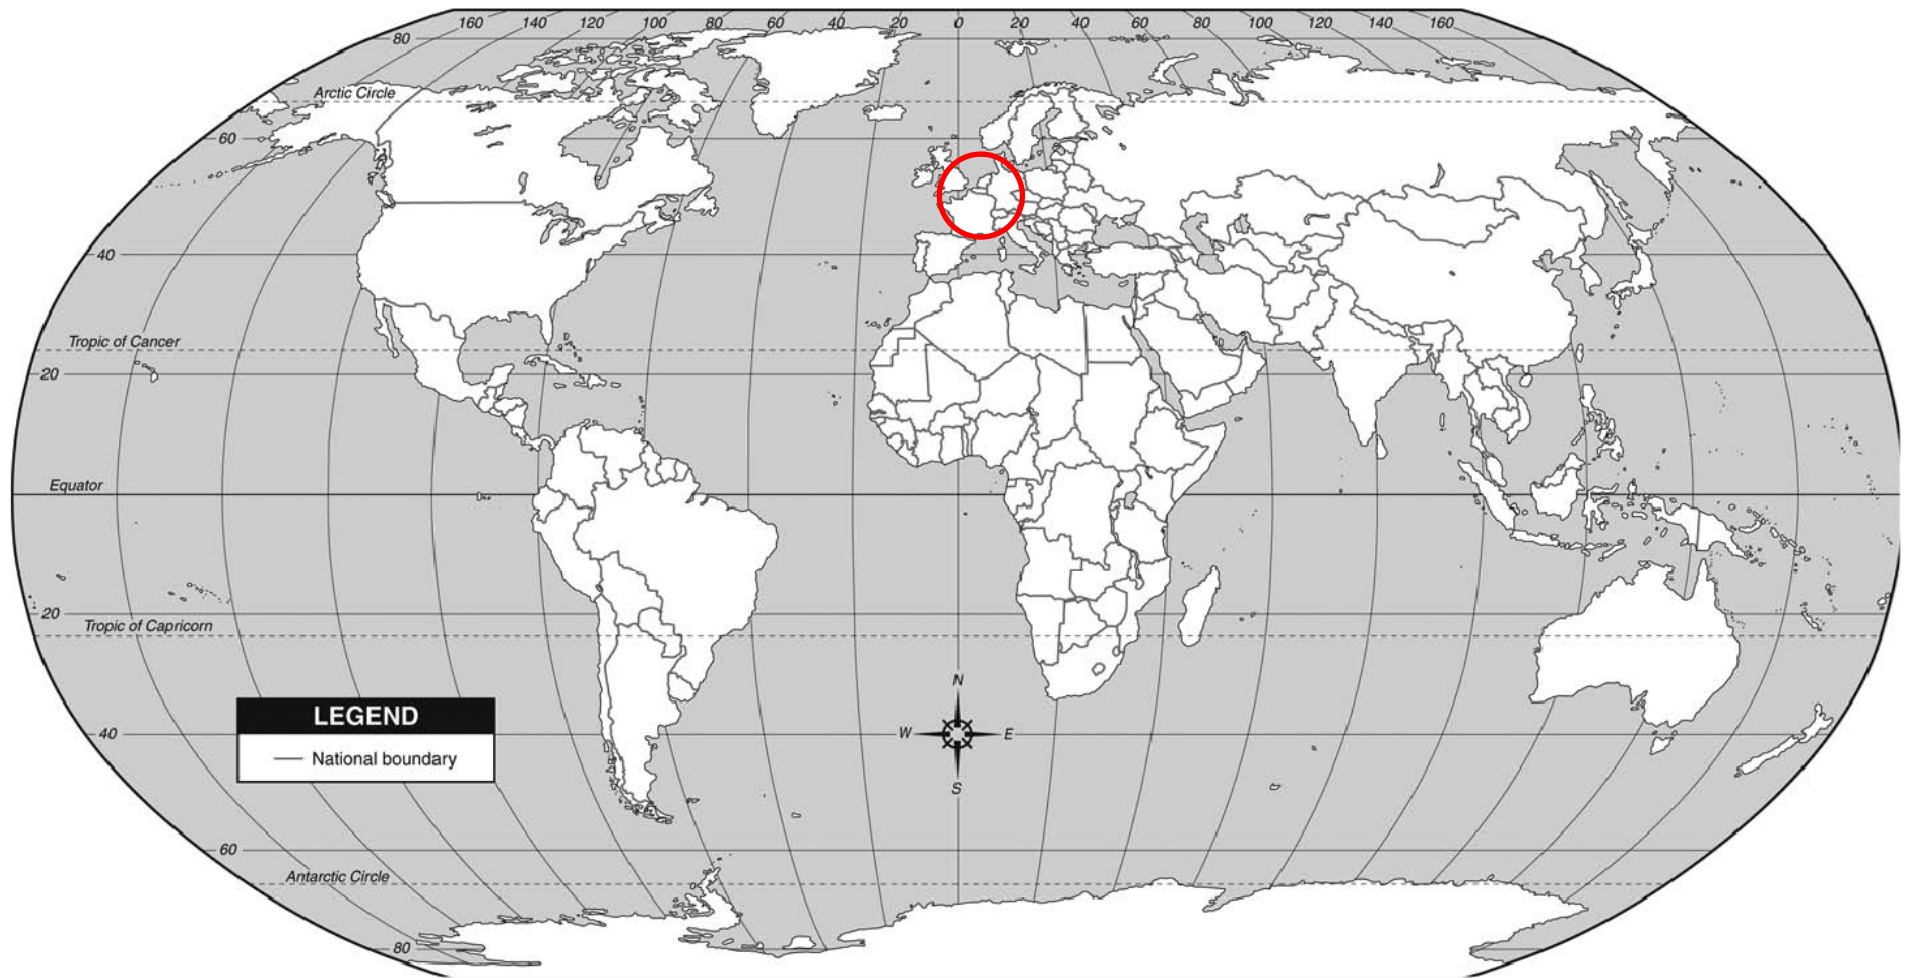 160 140 120 100 80 60 40 20 0 20 40 60 80 100 120 140 160
80
Arctic Circle
60
40
Tropic of Cancer
20
Equator
20
Tropic of Capricorn
N
W E
S
LEGEND
National boundary
40
60
Antarctic Circle
80